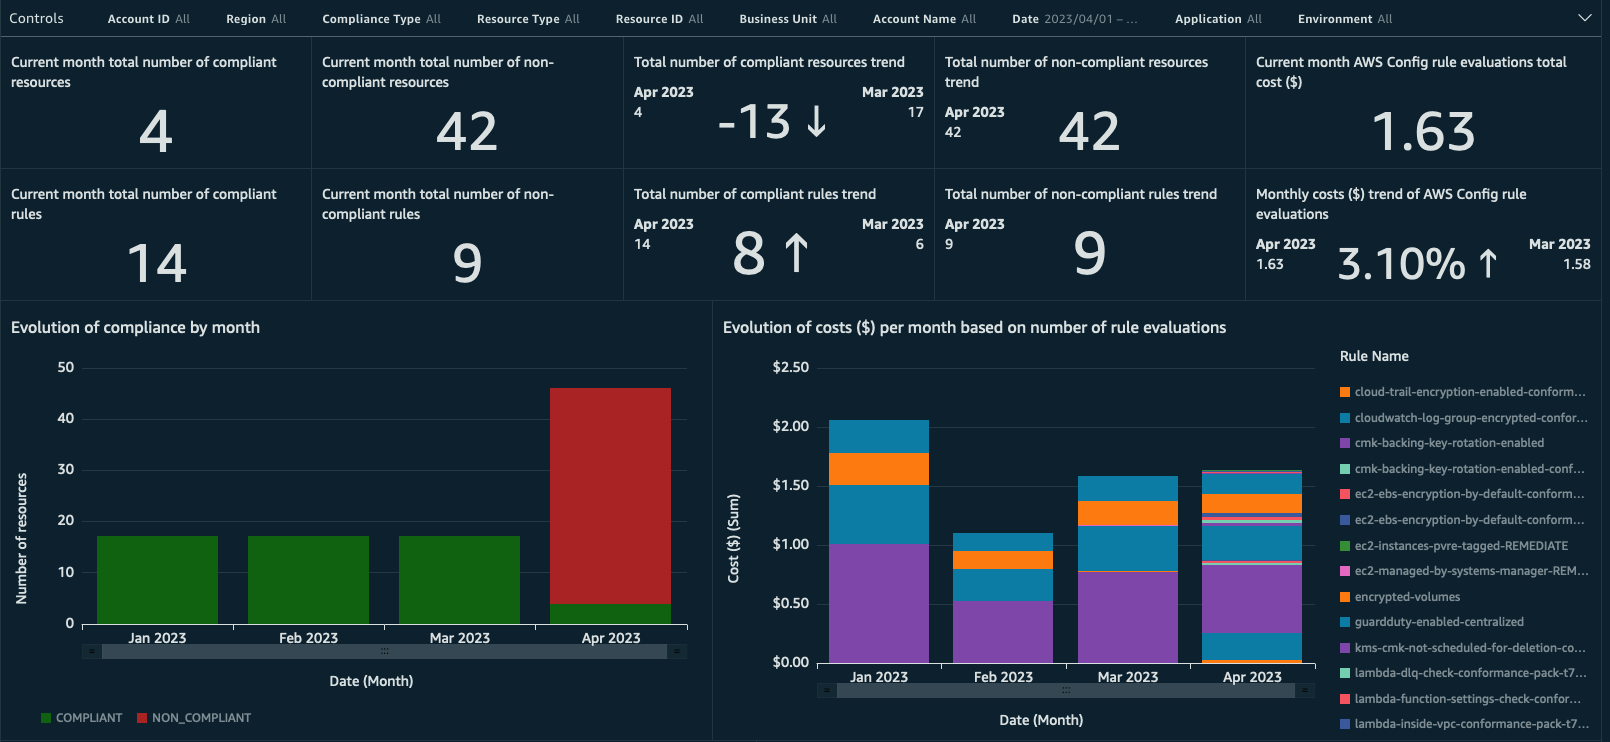 Controls
Account ID All
Region All
Compliance Type All
Resource Type All
Resource ID All
Business Unit All
Account Name All
Date 2023/04/01 – ...
Application All
Environment All
Current month total number of compliant
resources
4
Current month total number of non-
compliant resources
42
Total number of compliant resources trend
Apr 2023
4
-13 ↓
Mar 2023
17
Total number of non-compliant resources
trend
Apr 2023
42
42
Current month AWS Config rule evaluations total
cost ($)
1.63
Current month total number of compliant
rules
14
Current month total number of non-
compliant rules
9
Total number of compliant rules trend
Apr 2023
14
8 ↑
Mar 2023
6
Total number of non-compliant rules trend
Apr 2023
9
9
Monthly costs ($) trend of AWS Config rule
evaluations
Apr 2023
1.63
3.10% ↑
Mar 2023
1.58
Evolution of compliance by month
Number of resources
50
40
30
20
10
0
Jan 2023
Feb 2023
Mar 2023
Apr 2023
Date (Month)
COMPLIANT
NON_COMPLIANT
Evolution of costs ($) per month based on number of rule evaluations
Cost ($) (Sum)
$2.50
$2.00
$1.50
$1.00
$0.50
$0.00
Jan 2023
Feb 2023
Mar 2023
Apr 2023
Date (Month)
Rule Name
cloud-trail-encryption-enabled-conform...
cloudwatch-log-group-encrypted-confor...
cmk-backing-key-rotation-enabled
cmk-backing-key-rotation-enabled-conf...
ec2-ebs-encryption-by-default-conform...
ec2-ebs-encryption-by-default-conform...
ec2-instances-pvre-tagged-REMEDIATE
ec2-managed-by-systems-manager-REM...
encrypted-volumes
guardduty-enabled-centralized
kms-cmk-not-scheduled-for-deletion-co...
lambda-dlq-check-conformance-pack-t7...
lambda-function-settings-check-confor...
lambda-inside-vpc-conformance-pack-t7...